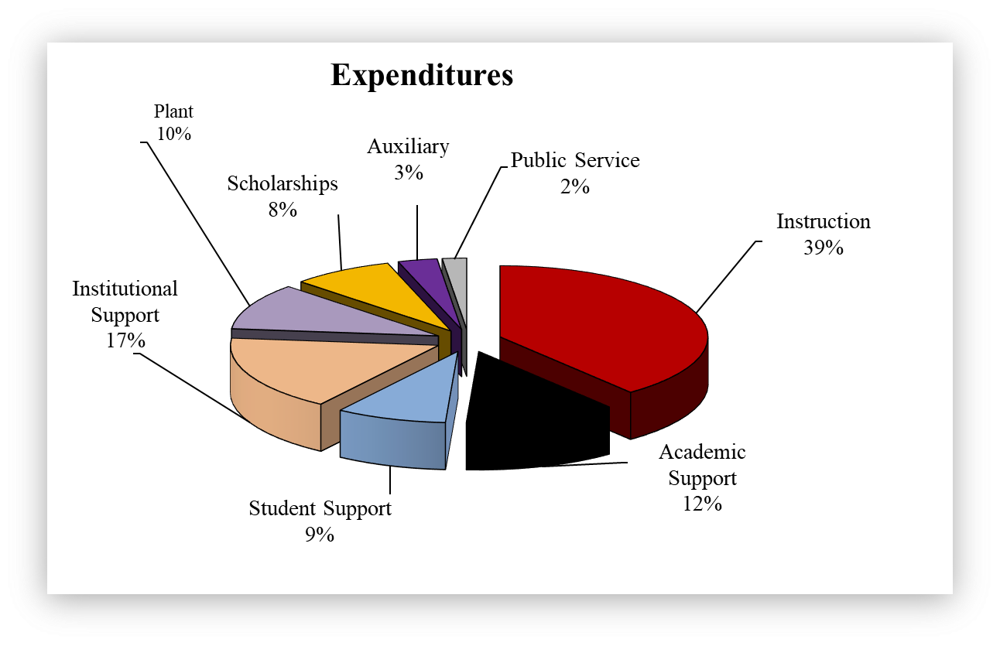 Expenditures
Plant
10%
Auxiliary
3%
Public Service
2%
Scholarships
8%
Instruction
39%
Institutional
Support
17%
Academic
Support
12%
Student Support
9%